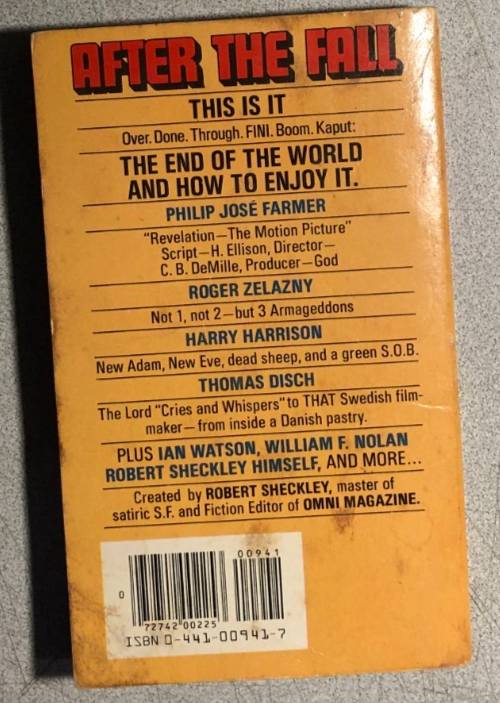 AFTER THE FALL
THIS IS IT
Over. Done. Through. FINI. Boom. Kaput:
THE END OF THE WORLD
AND HOW TO ENJOY IT.
PHILIP JOSÉ FARMER
"Revelation—The Motion Picture"
Script—H. Ellison, Director—
C. B. DeMille, Producer—God
ROGER ZELAZNY
Not 1, not 2—but 3 Armageddons
HARRY HARRISON
New Adam, New Eve, dead sheep, and a green S.O.B.
THOMAS DISCH
The Lord "Cries and Whispers" to THAT Swedish film-
maker—from inside a Danish pastry.
PLUS IAN WATSON, WILLIAM F. NOLAN
ROBERT SHECKLEY HIMSELF, AND MORE...
Created by ROBERT SHECKLEY, master of
satiric S.F. and Fiction Editor of OMNI MAGAZINE.
00941
0
72742 00225
ISBN 0-441-00941-7